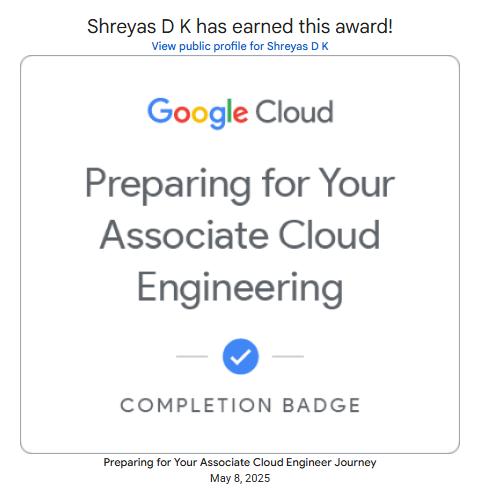 Shreyas D K has earned this award!
View public profile for Shreyas D K
Google Cloud
Preparing for Your
Associate Cloud
Engineering
COMPLETION BADGE
Preparing for Your Associate Cloud Engineer Journey
May 8, 2025